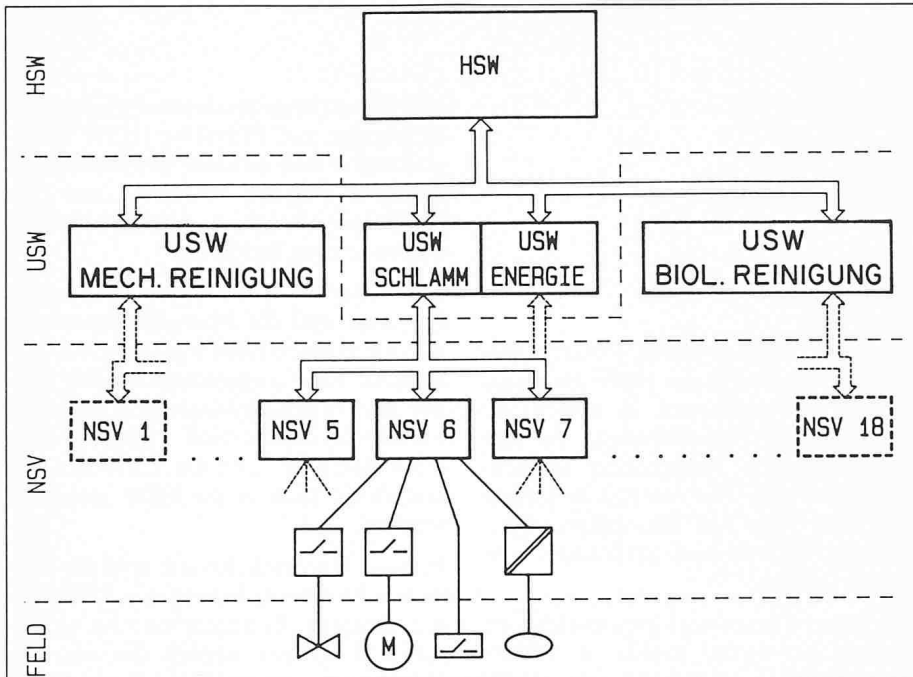 HSW
HSW
USW
USW
MECH. REINIGUNG
USW
SCHLAMM
USW
ENERGIE
USW
BIOL. REINIGUNG
NSV
NSV 1
NSV 5
NSV 6
NSV 7
NSV 18
FELD
M